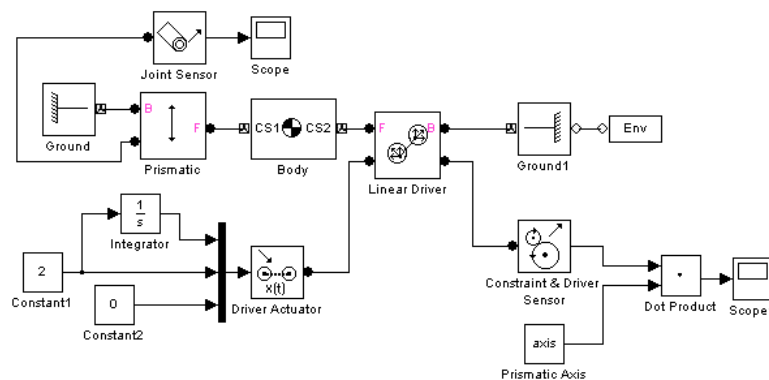 Joint Sensor
Scope
B
F
Ground
Prismatic
CS1 CS2
Body
F B
Linear Driver
Ground1
Env
1
s
Integrator
2
Constant1
0
Constant2
x(t)
Driver Actuator
Constraint & Driver
Sensor
axis
Prismatic Axis
Dot Product
Scope